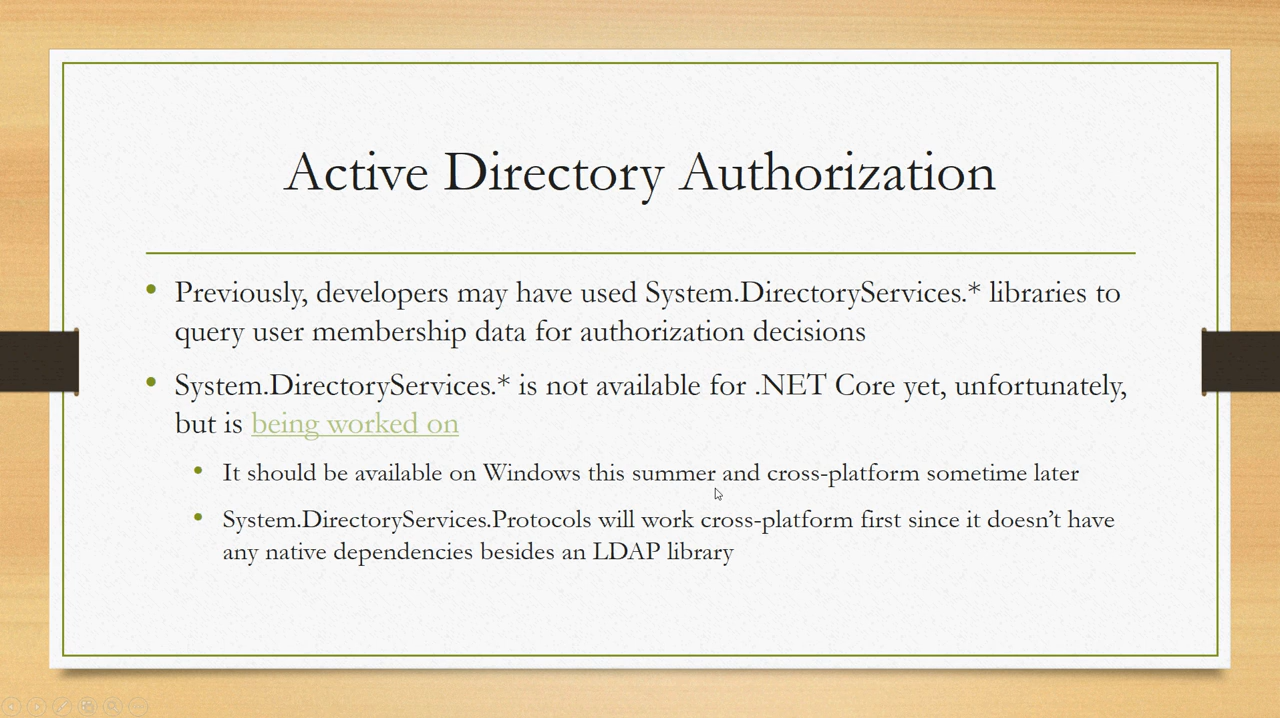 Active Directory Authorization
• Previously, developers may have used System.DirectoryServices.* libraries to
query user membership data for authorization decisions
• System.DirectoryServices.* is not available for .NET Core yet, unfortunately,
but is being worked on
• It should be available on Windows this summer and cross-platform sometime later
• System.DirectoryServices.Protocols will work cross-platform first since it doesn’t have
any native dependencies besides an LDAP library